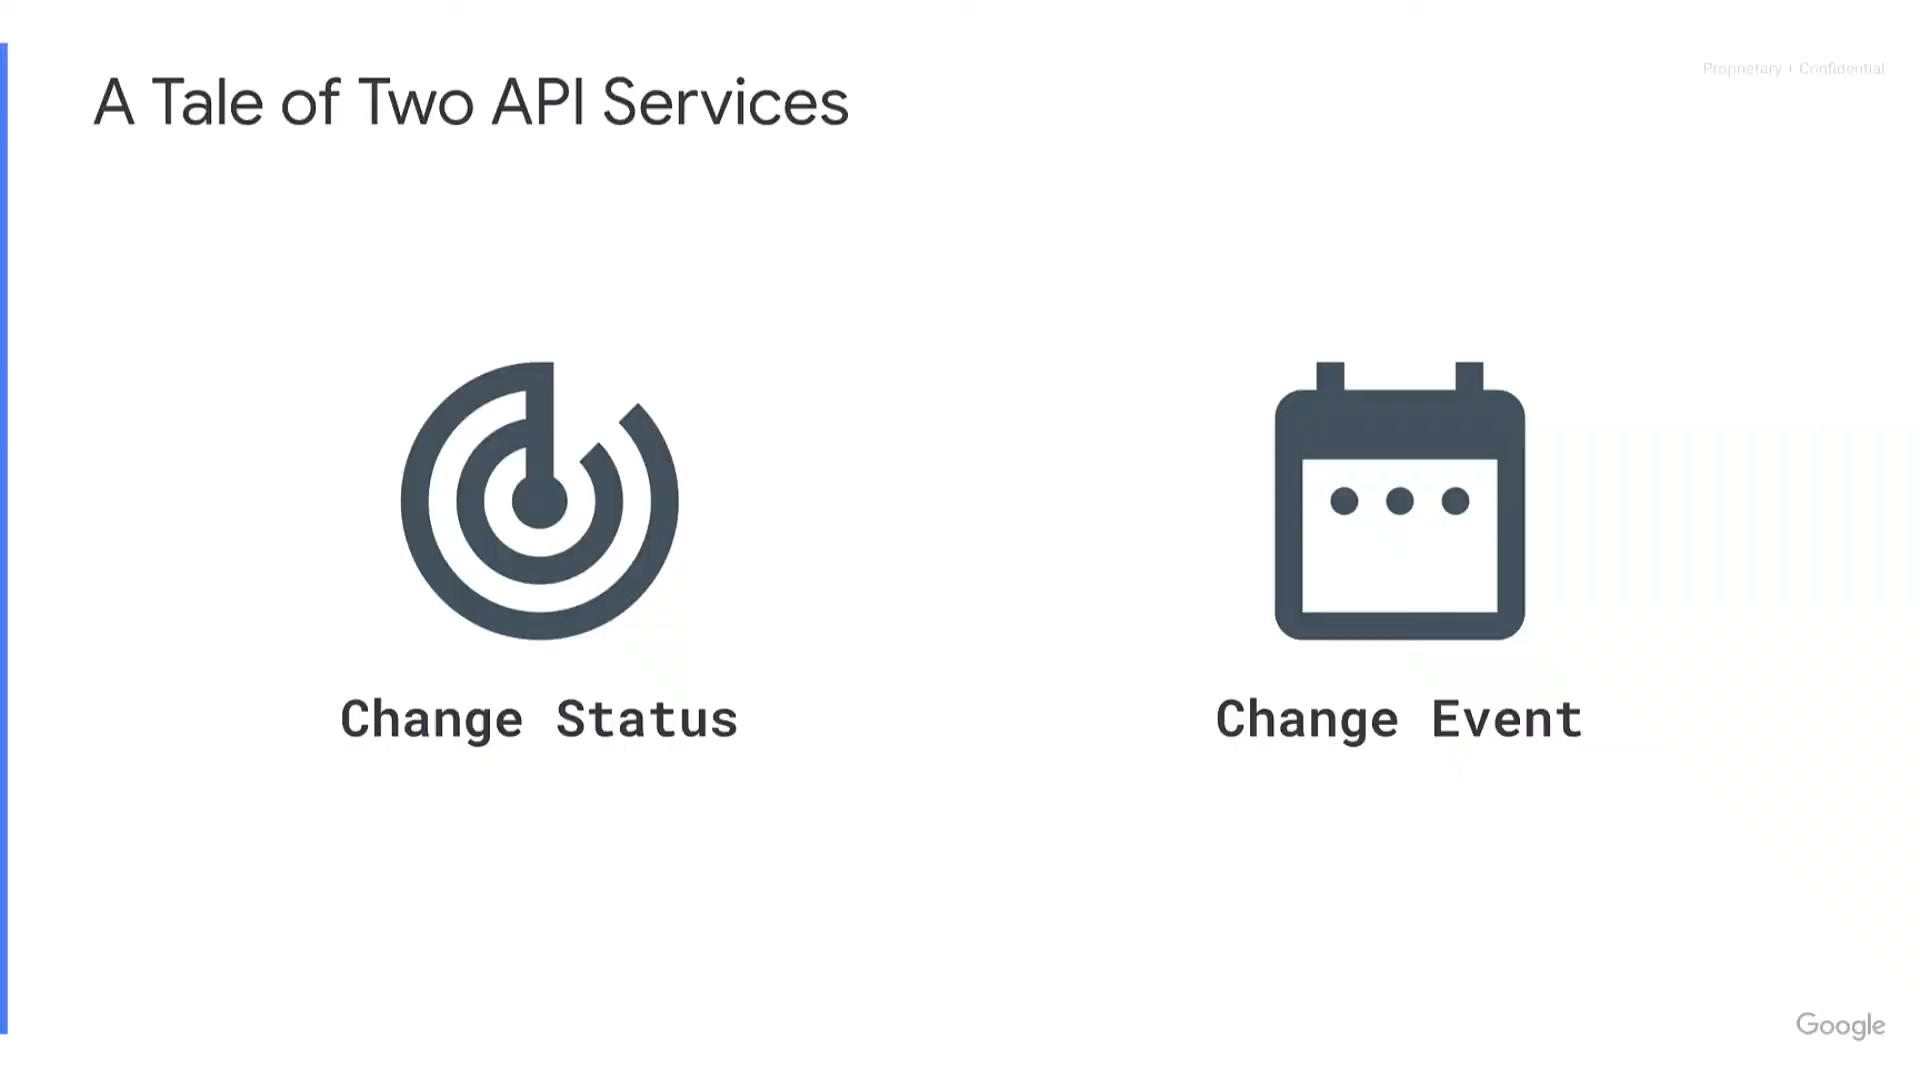 A Tale of Two API Services
Proprietary + Confidential
Change Status
Change Event
Google